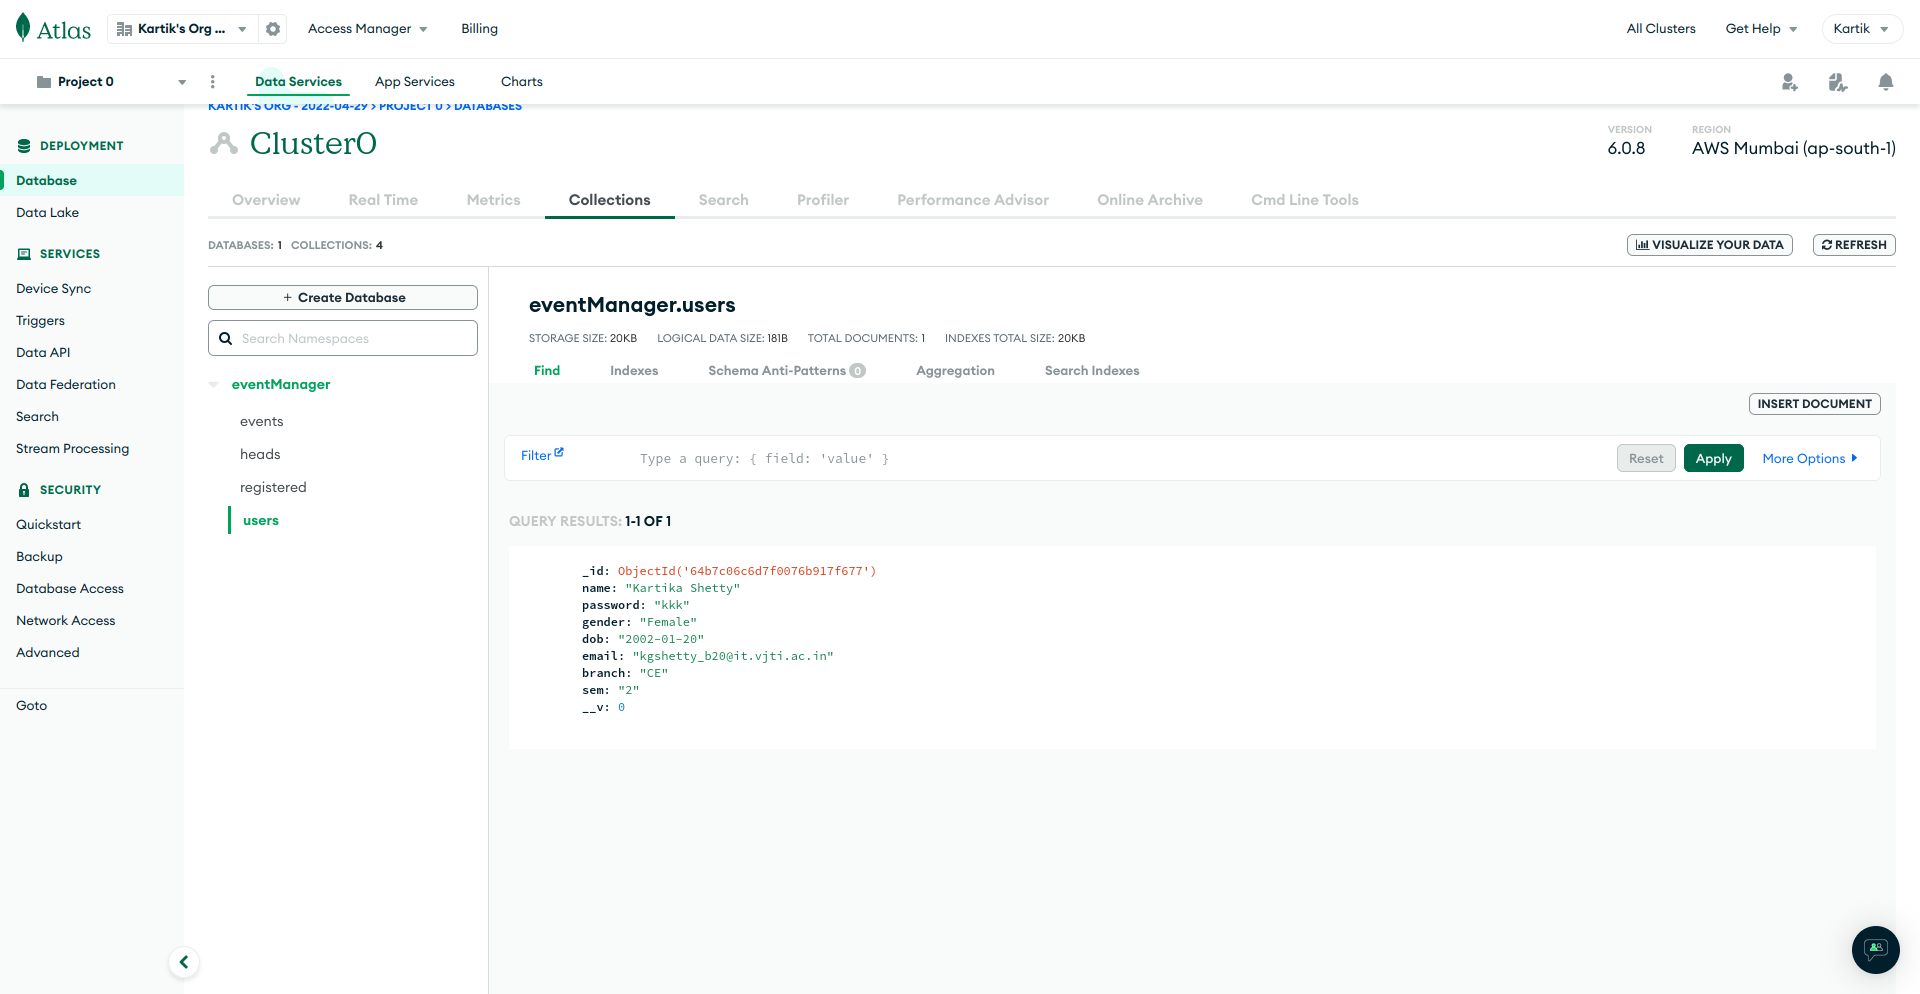 Atlas
Kartik's Org ...
Access Manager
Billing
All Clusters
Get Help
Kartik
Project 0
Data Services
App Services
Charts
KARTIK'S ORG - 2022-04-29 > PROJECT 0 > DATABASES
DEPLOYMENT
Database
Data Lake
SERVICES
Device Sync
Triggers
Data API
Data Federation
Search
Stream Processing
SECURITY
Quickstart
Backup
Database Access
Network Access
Advanced
Goto
Cluster0
VERSION
6.0.8
REGION
AWS Mumbai (ap-south-1)
Overview
Real Time
Metrics
Collections
Search
Profiler
Performance Advisor
Online Archive
Cmd Line Tools
DATABASES: 1 COLLECTIONS: 4
VISUALIZE YOUR DATA
REFRESH
+ Create Database
Search Namespaces
eventManager
events
heads
registered
users
eventManager.users
STORAGE SIZE: 20KB LOGICAL DATA SIZE: 181B TOTAL DOCUMENTS: 1 INDEXES TOTAL SIZE: 20KB
Find
Indexes
Schema Anti-Patterns 0
Aggregation
Search Indexes
INSERT DOCUMENT
Filter
Type a query: { field: 'value' }
Reset
Apply
More Options
QUERY RESULTS: 1-1 OF 1
_id: ObjectId('64b7c06c6d7f0076b917f677')
name: "Kartika Shetty"
password: "kkk"
gender: "Female"
dob: "2002-01-20"
email: "kgshetty_b20@it.vjti.ac.in"
branch: "CE"
sem: "2"
__v: 0